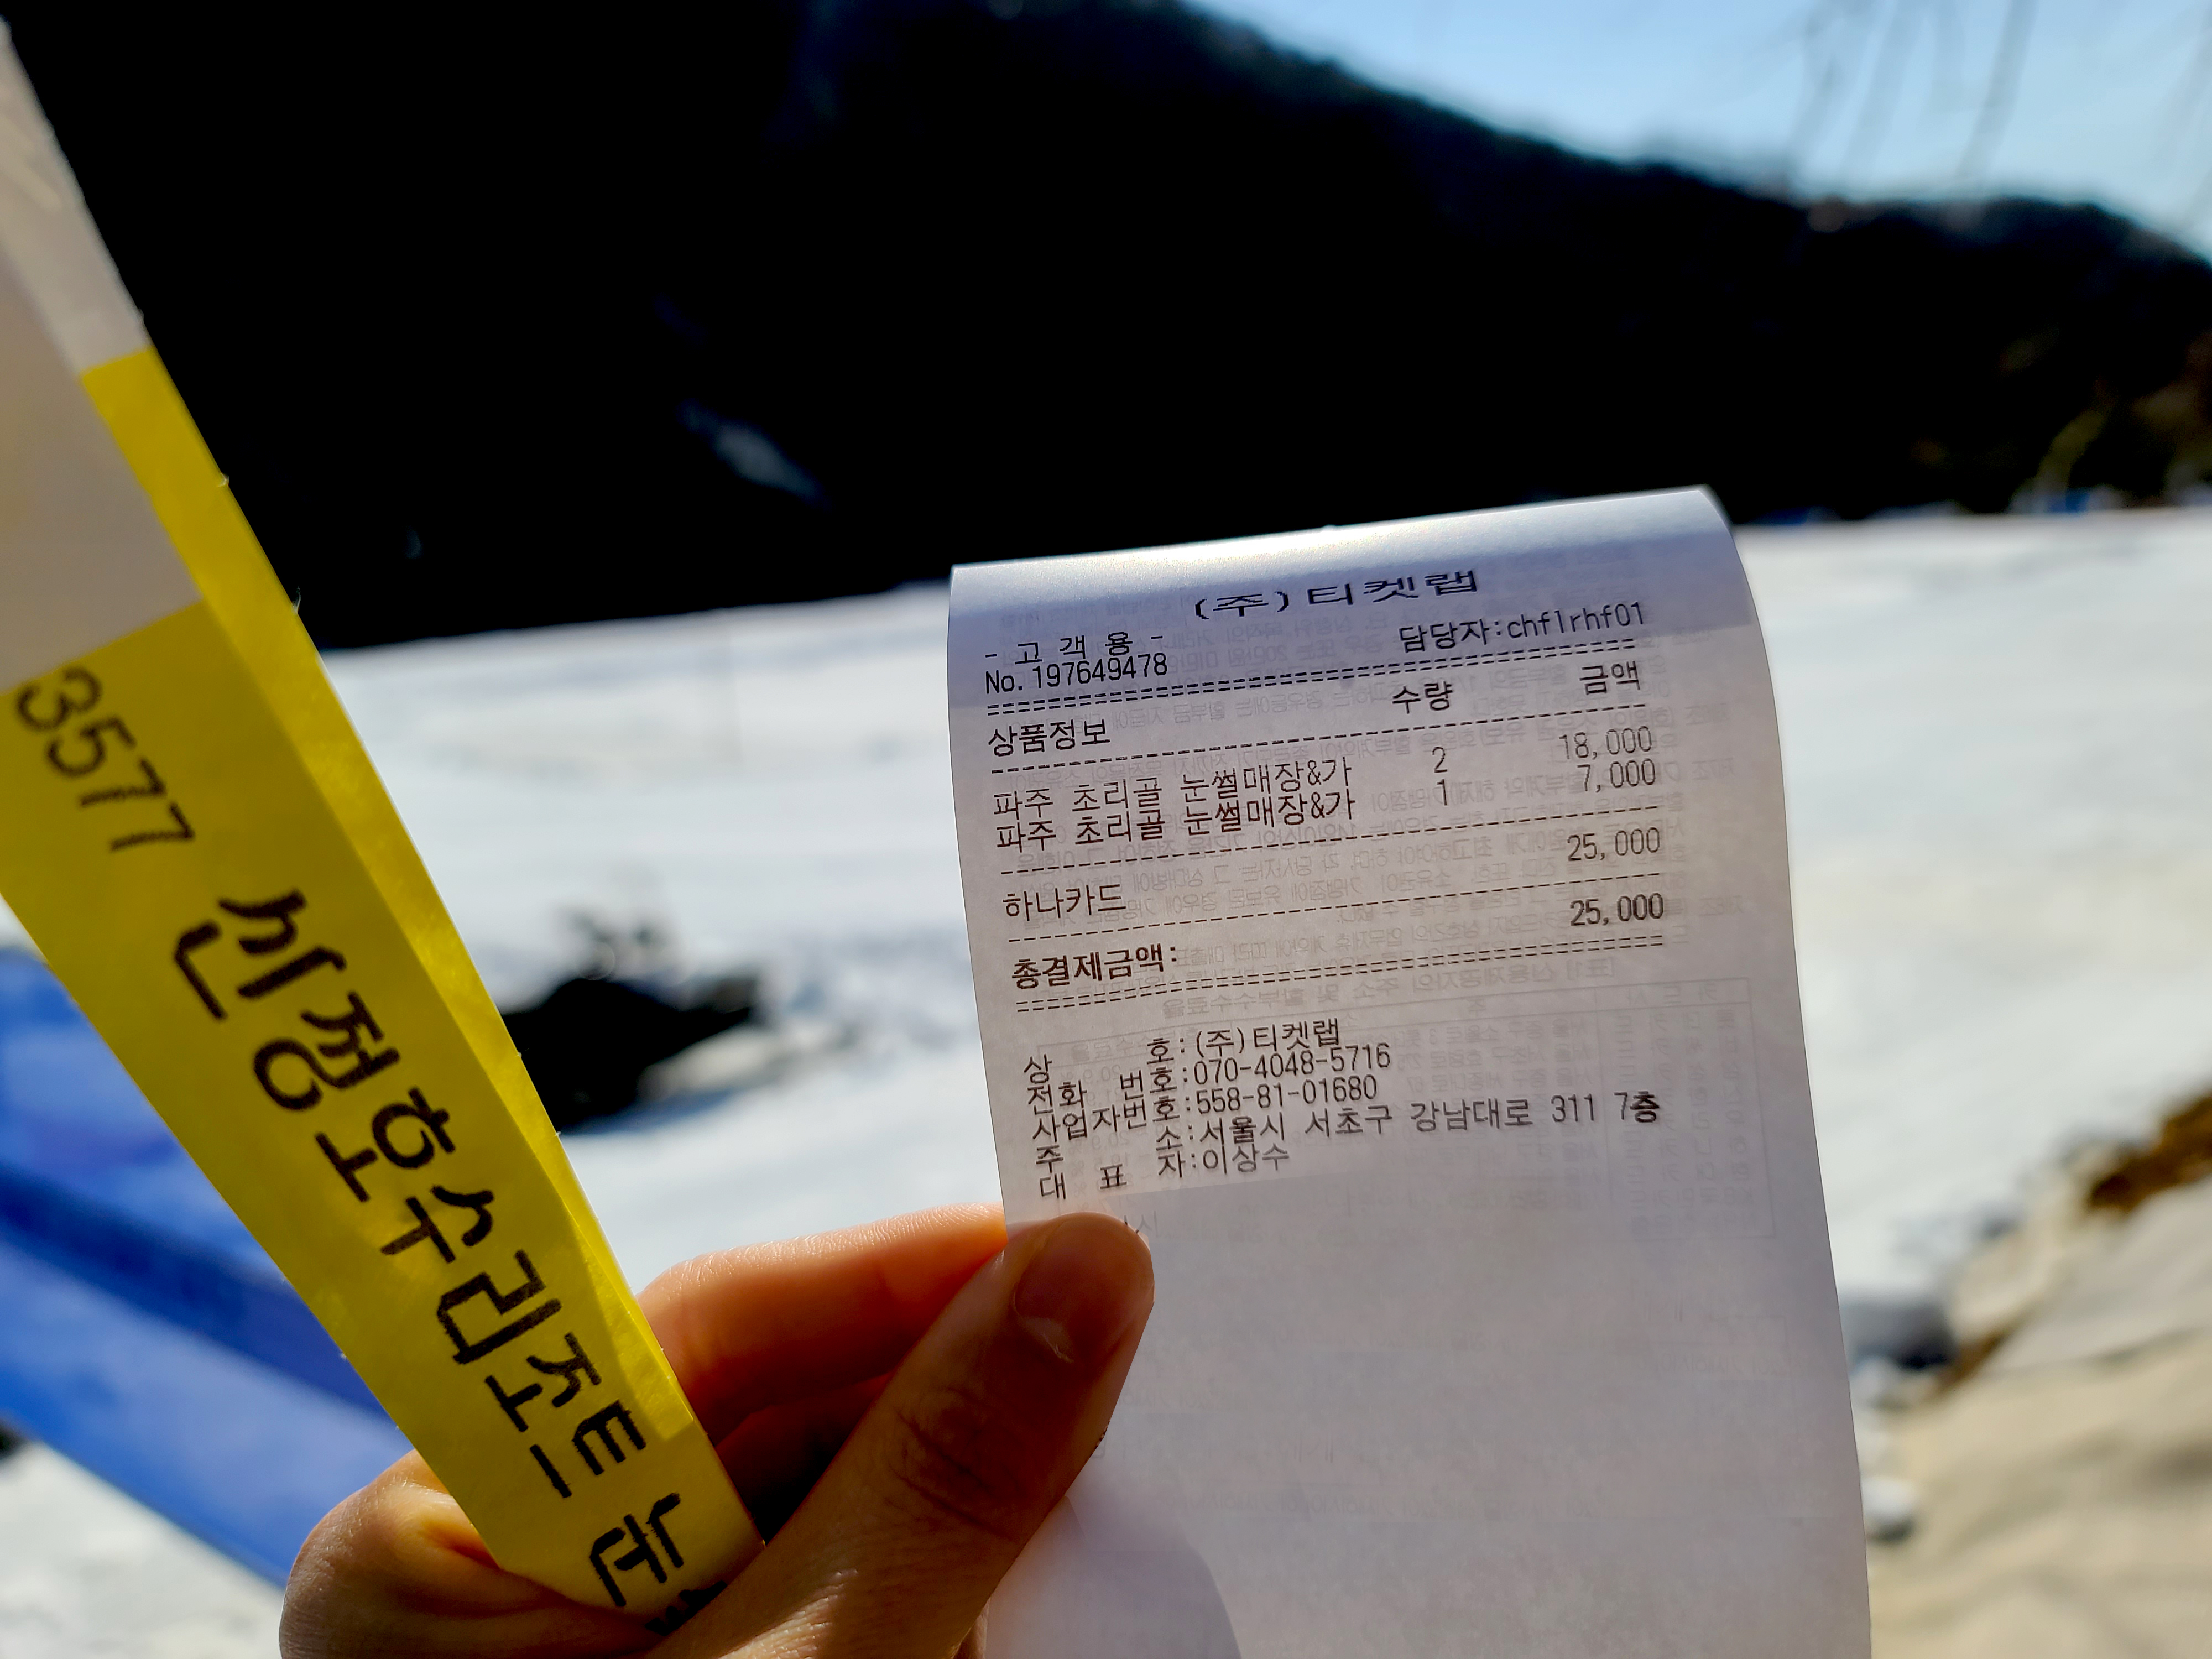 3577 산정호수리조트 눈썰
(주)티켓랩
- 고 객 용 -
No.197649478 담당자:chflrhf01
상품정보 수량 금액
파주 초리골 눈썰매장&가 2 18,000
파주 초리골 눈썰매장&가 1 7,000
하나카드 25,000
총결제금액: 25,000
상 호:(주)티켓랩
전화 번호:070-4048-5716
사업자번호:558-81-01680
주 소:서울시 서초구 강남대로 311 7층
대 표 자:이상수